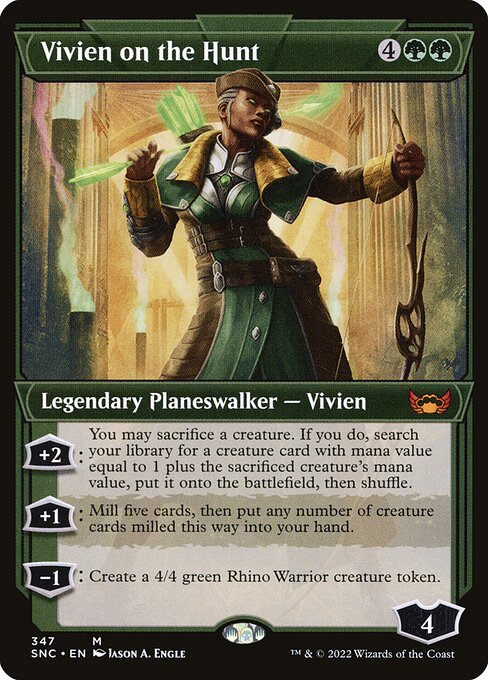 Vivien on the Hunt 4
Legendary Planeswalker — Vivien
+2: You may sacrifice a creature. If you do, search
your library for a creature card with mana value
equal to 1 plus the sacrificed creature's mana
value, put it onto the battlefield, then shuffle.
+1: Mill five cards, then put any number of creature
cards milled this way into your hand.
−1: Create a 4/4 green Rhino Warrior creature token.
4
347 M
SNC • EN Jason A. Engle
™ & © 2022 Wizards of the Coast